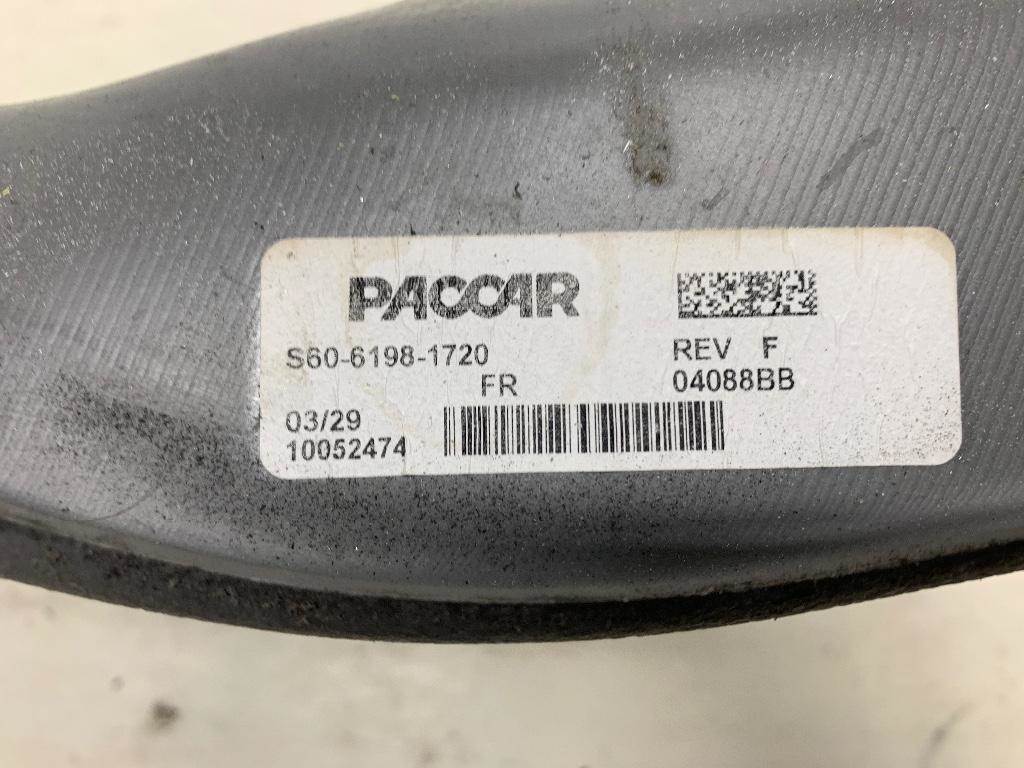 PACCAR
S60-6198-1720 REV F
FR 04088BB
03/29
10052474